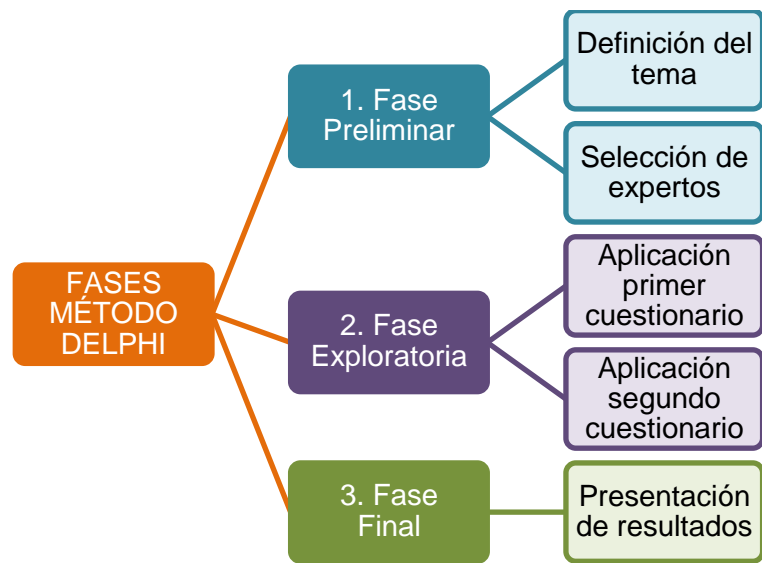 FASES
MÉTODO
DELPHI
1. Fase
Preliminar
Definición del
tema
Selección de
expertos
2. Fase
Exploratoria
Aplicación
primer
cuestionario
Aplicación
segundo
cuestionario
3. Fase
Final
Presentación
de resultados